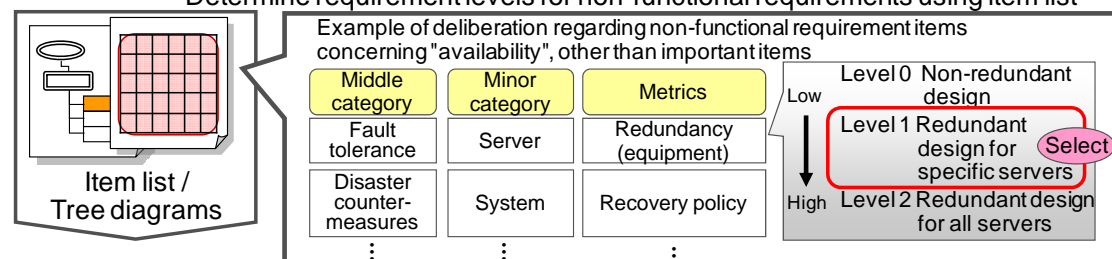 Determine requirement levels for non-functional requirements using item list
Example of deliberation regarding non-functional requirement items
concerning "availability", other than important items
Middle
category
Minor
category
Metrics
Fault
tolerance
Server
Redundancy
(equipment)
Disaster
counter-
measures
System
Recovery policy
⋮
⋮
⋮
Low
High
Level 0 Non-redundant
design
Level 1 Redundant
design for
specific servers
Select
Level 2 Redundant design
for all servers
Item list /
Tree diagrams